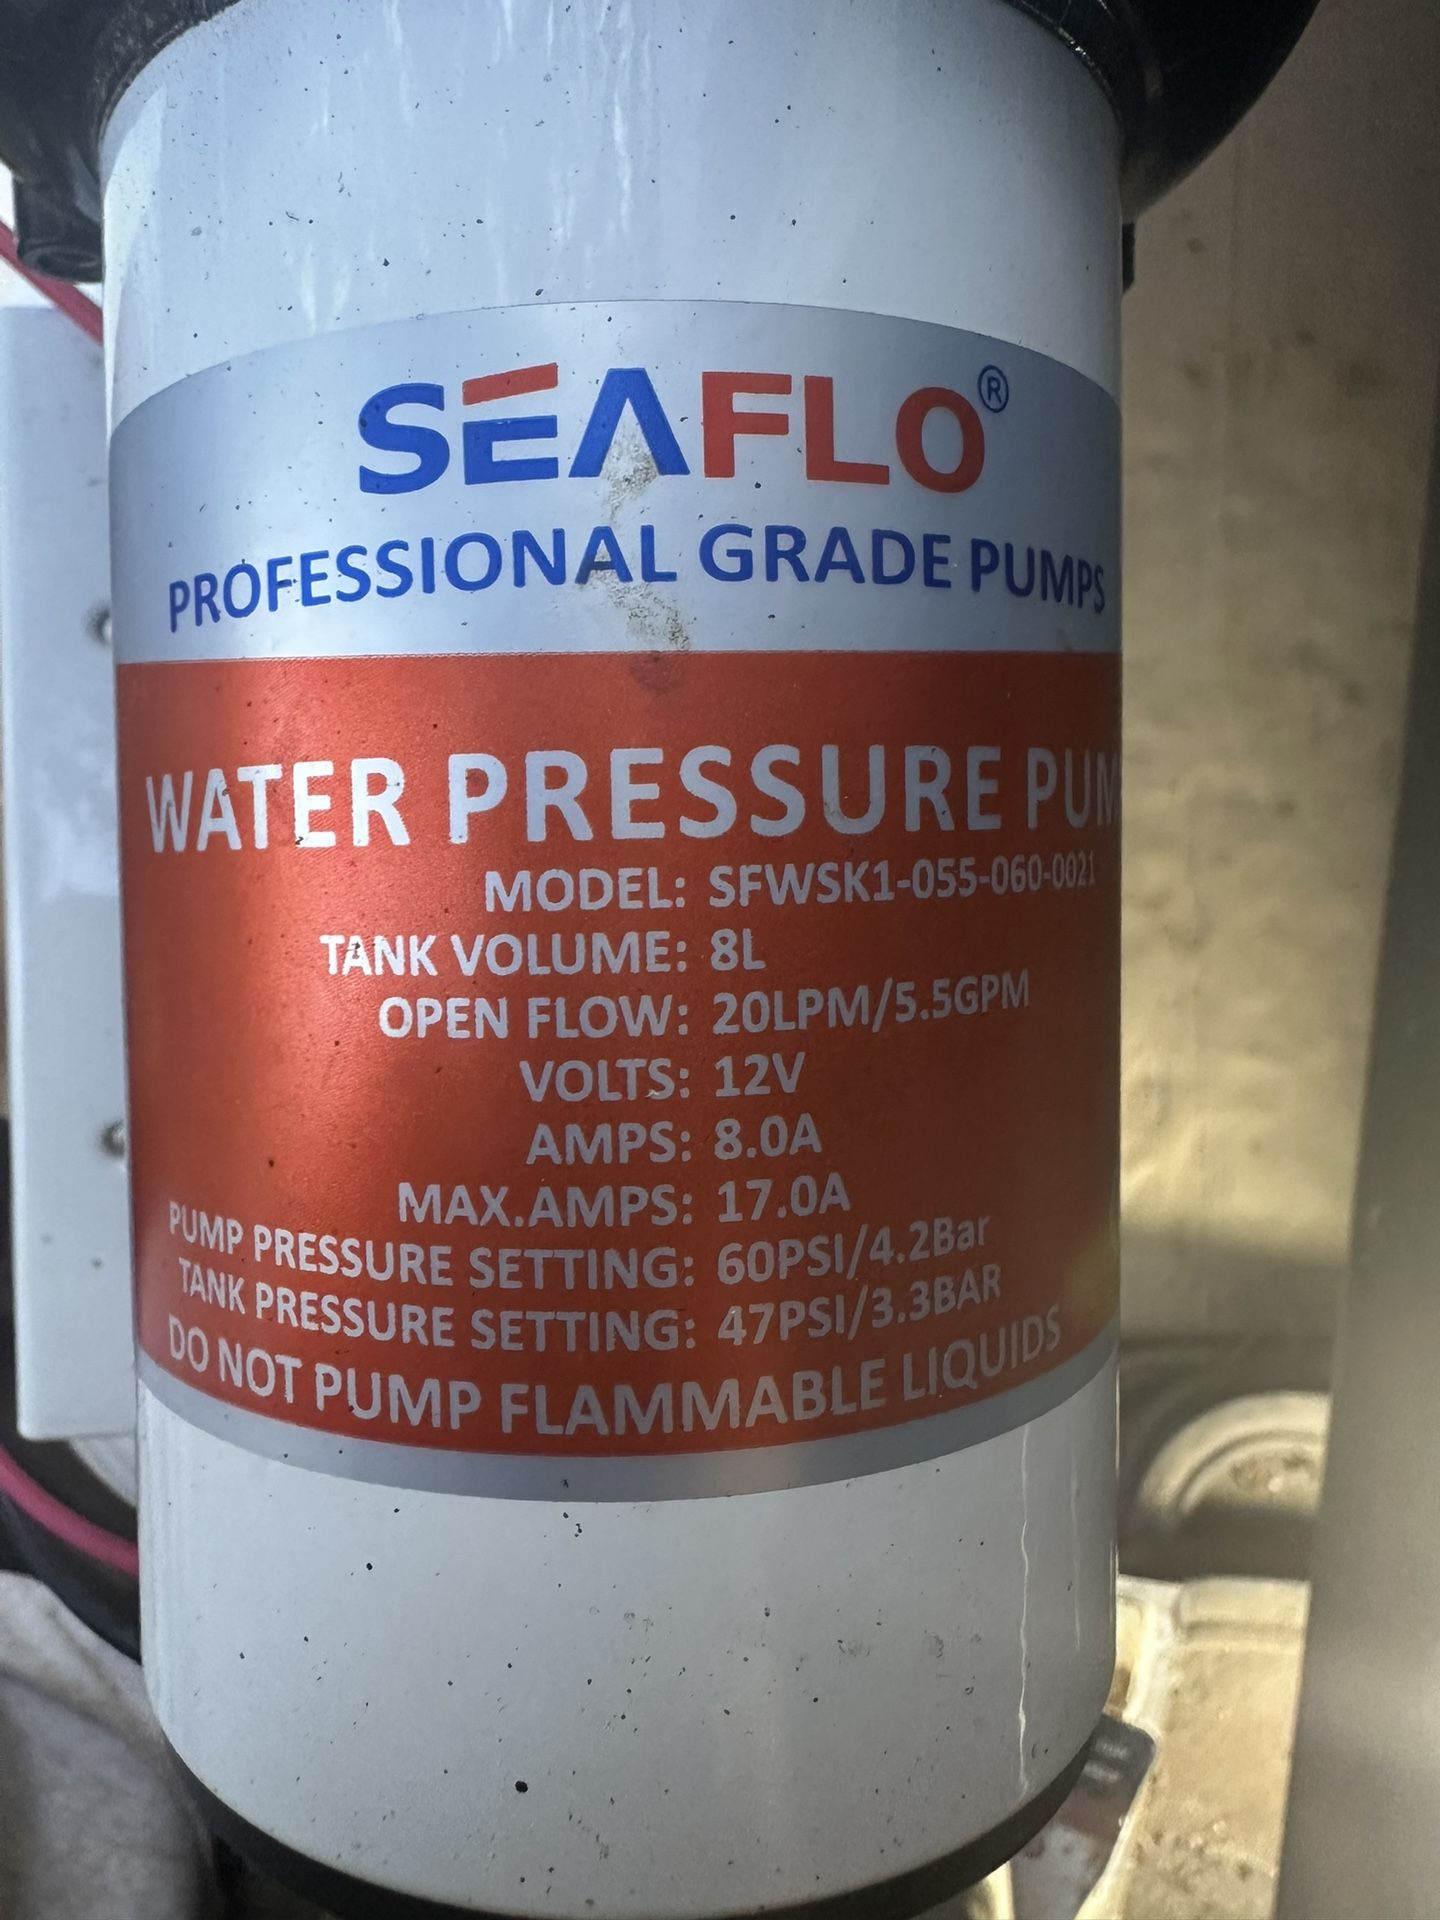 SEAFLO®
PROFESSIONAL GRADE PUMPS
WATER PRESSURE PUM
MODEL: SFWSK1-055-060-0021
TANK VOLUME: 8L
OPEN FLOW: 20LPM/5.5GPM
VOLTS: 12V
AMPS: 8.0A
MAX.AMPS: 17.0A
PUMP PRESSURE SETTING: 60PSI/4.2Bar
TANK PRESSURE SETTING: 47PSI/3.3BAR
DO NOT PUMP FLAMMABLE LIQUIDS